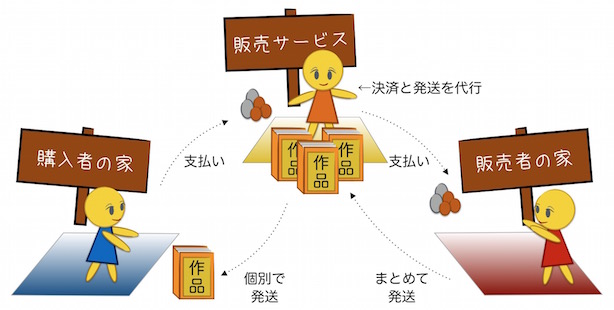 販売サービス
←決済と発送を代行
購入者の家
支払い
作品
作品
作品
支払い
販売者の家
作品
個別で
発送
まとめて
発送